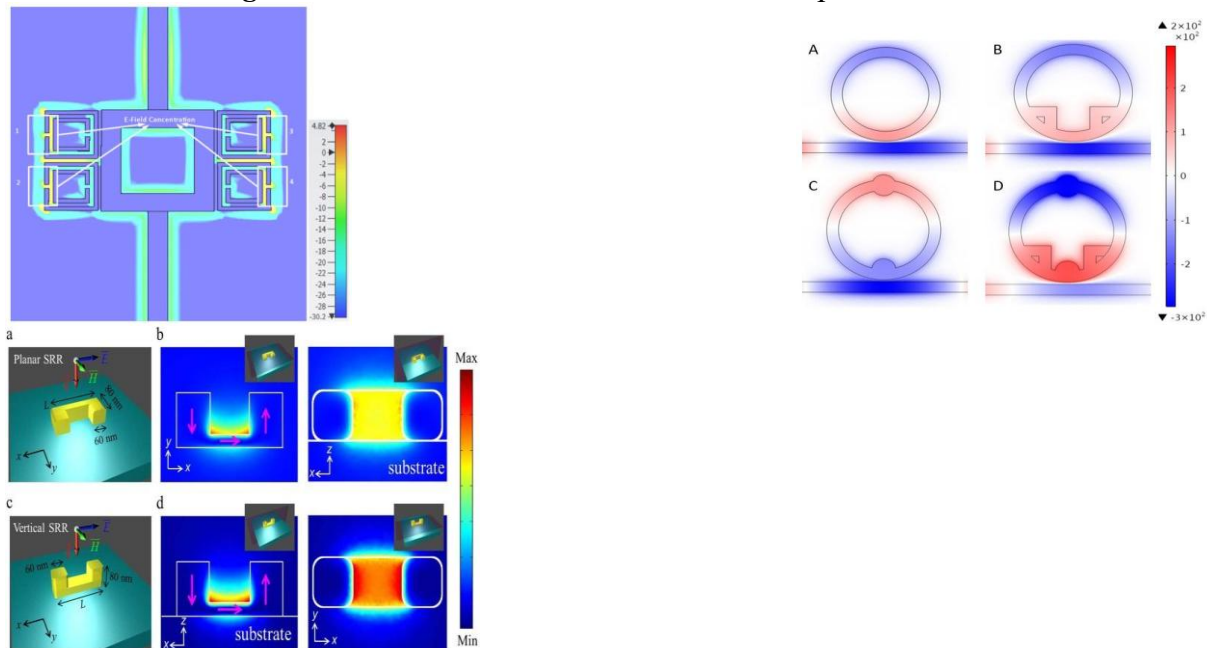 1
2
3
4
E-Field Concentration
4.82
2
0
-2
-4
-6
-8
-10
-12
-14
-16
-18
-20
-22
-24
-26
-28
-30.2
A
B
C
D
2×10²
×10²
2
1
0
-1
-2
-3×10²
a
Planar SRR
E
H
L
80 nm
60 nm
x
y
b
y
x
z
x
substrate
Max
Min
c
Vertical SRR
E
H
60 nm
80 nm
L
x
y
d
z
x
substrate
y
x